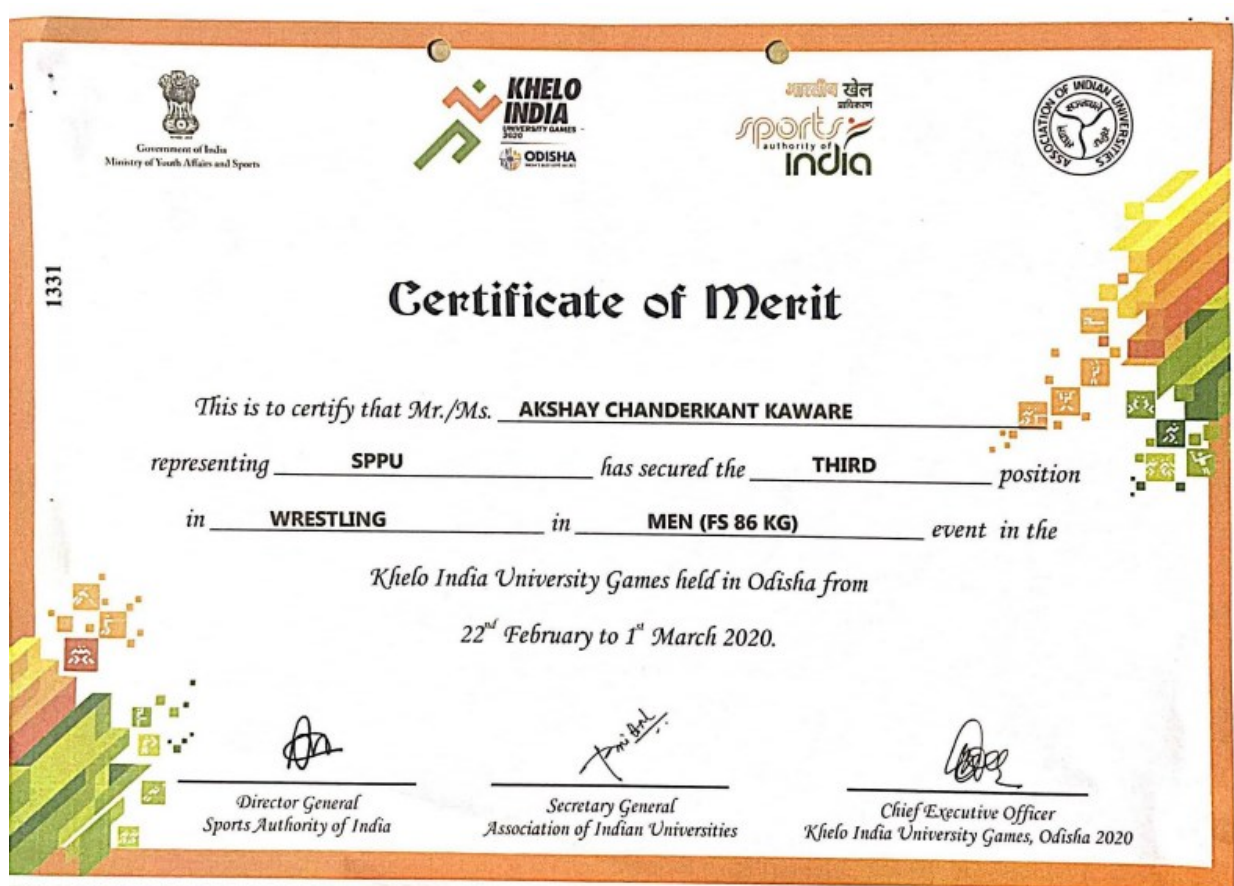 Government of India
Ministry of Youth Affairs and Sports
KHELO
INDIA
UNIVERSITY GAMES
2020
ODISHA
भारतीय खेल
प्राधिकरण
sports
authority of
india
ASSOCIATION OF INDIAN UNIVERSITIES
1331
Certificate of Merit
This is to certify that Mr./Ms. AKSHAY CHANDERKANT KAWARE
representing SPPU has secured the THIRD position
in WRESTLING in MEN (FS 86 KG) event in the
Khelo India University Games held in Odisha from
22nd February to 1st March 2020.
Director General
Sports Authority of India
Secretary General
Association of Indian Universities
Chief Executive Officer
Khelo India University Games, Odisha 2020